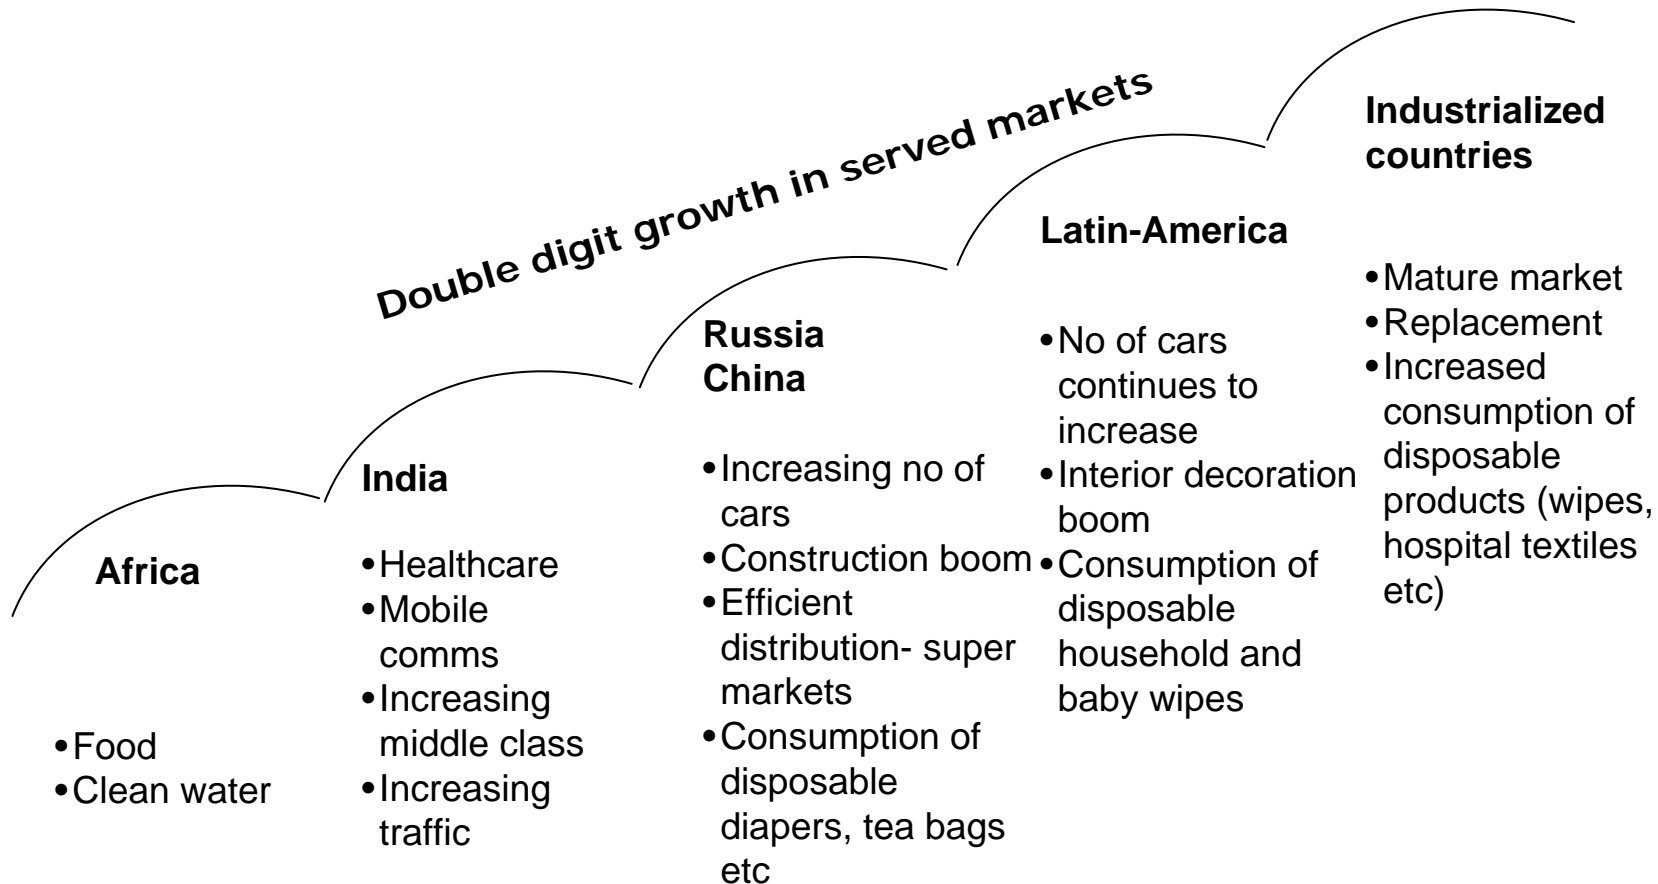 Double digit growth in served markets
Africa
•Food
•Clean water
India
•Healthcare
•Mobile
comms
•Increasing
middle class
•Increasing
traffic
Russia
China
•Increasing no of
cars
•Construction boom
•Efficient
distribution- super
markets
•Consumption of
disposable
diapers, tea bags
etc
Latin-America
•No of cars
continues to
increase
•Interior decoration
boom
•Consumption of
disposable
household and
baby wipes
Industrialized
countries
•Mature market
•Replacement
•Increased
consumption of
disposable
products (wipes,
hospital textiles
etc)